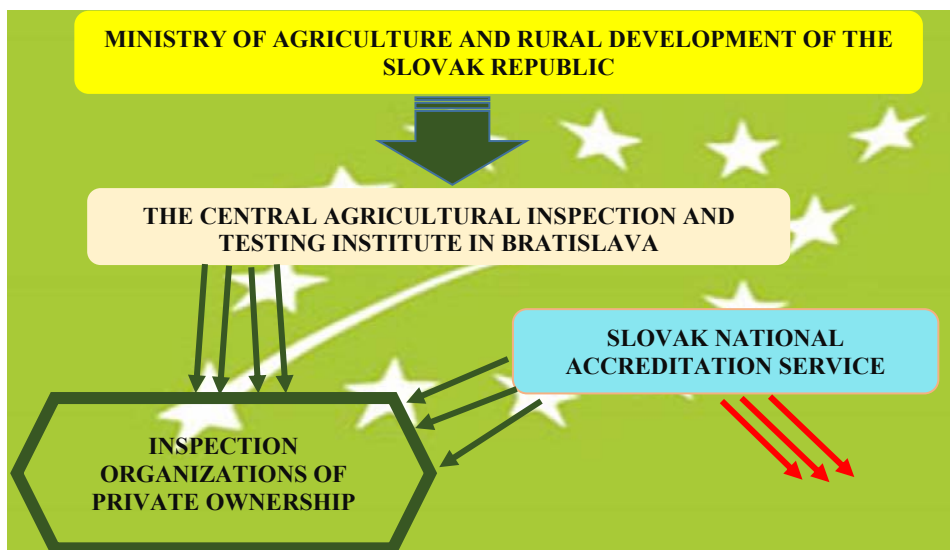 MINISTRY OF AGRICULTURE AND RURAL DEVELOPMENT OF THE
SLOVAK REPUBLIC
THE CENTRAL AGRICULTURAL INSPECTION AND
TESTING INSTITUTE IN BRATISLAVA
SLOVAK NATIONAL
ACCREDITATION SERVICE
INSPECTION
ORGANIZATIONS OF
PRIVATE OWNERSHIP